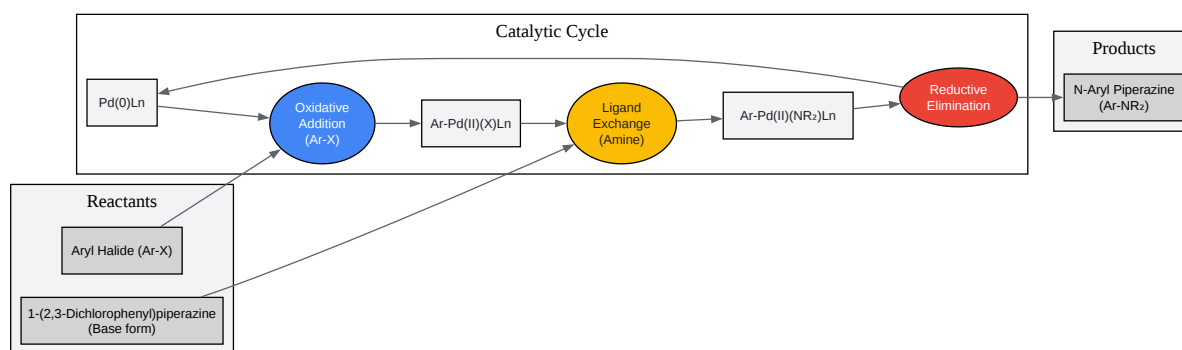 Catalytic Cycle
Products
Pd(0)Ln
Oxidative
Addition
(Ar-X)
Ar-Pd(II)(X)Ln
Ligand
Exchange
(Amine)
Ar-Pd(II)(NR₂)Ln
Reductive
Elimination
N-Aryl Piperazine
(Ar-NR₂)
Reactants
Aryl Halide (Ar-X)
1-(2,3-Dichlorophenyl)piperazine
(Base form)